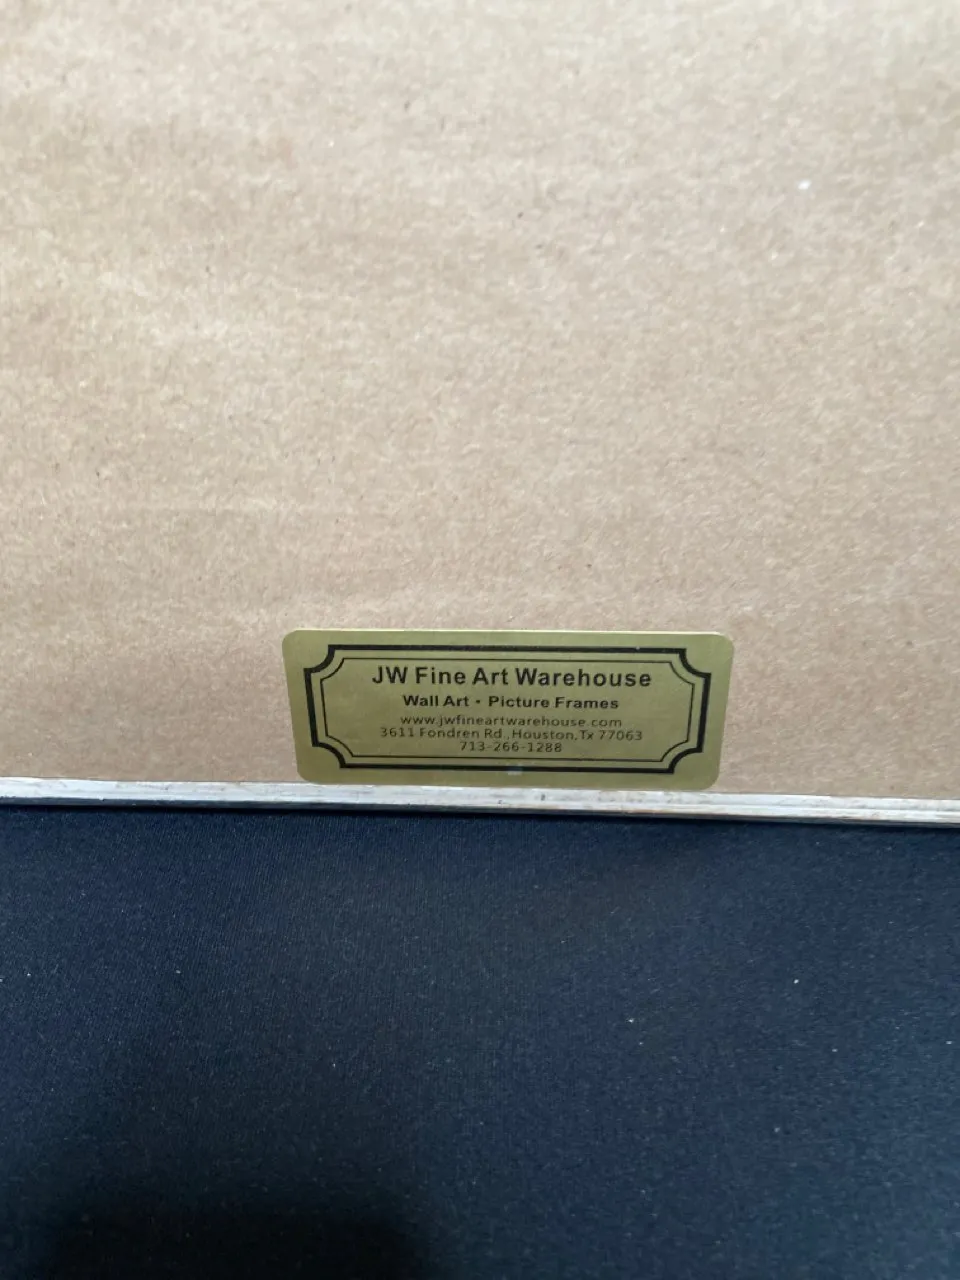 JW Fine Art Warehouse
Wall Art • Picture Frames
www.jwfineartwarehouse.com
3611 Fondren Rd., Houston, Tx 77063
713-266-1288